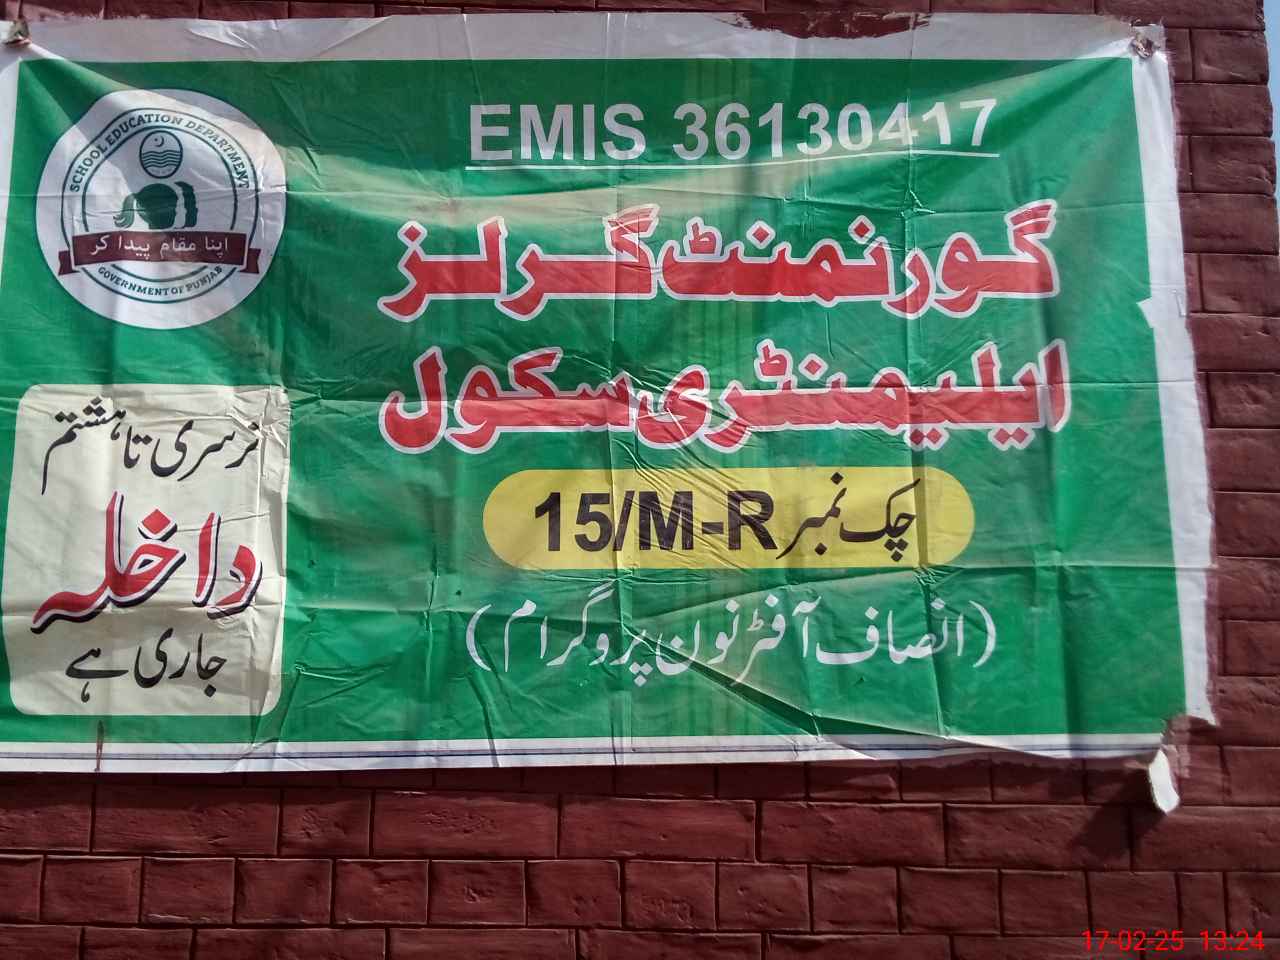 SCHOOL EDUCATION DEPARTMENT
اپنا مقام پیدا کر
GOVERNMENT OF PUNJAB
EMIS 36130417
گورنمنٹ گرلز
ایلیمنٹری سکول
چک نمبر 15/M-R
(انصاف آفٹر نون پروگرام)
نرسری تا ہشتم
داخلہ
جاری ہے
17-02-25 13:24